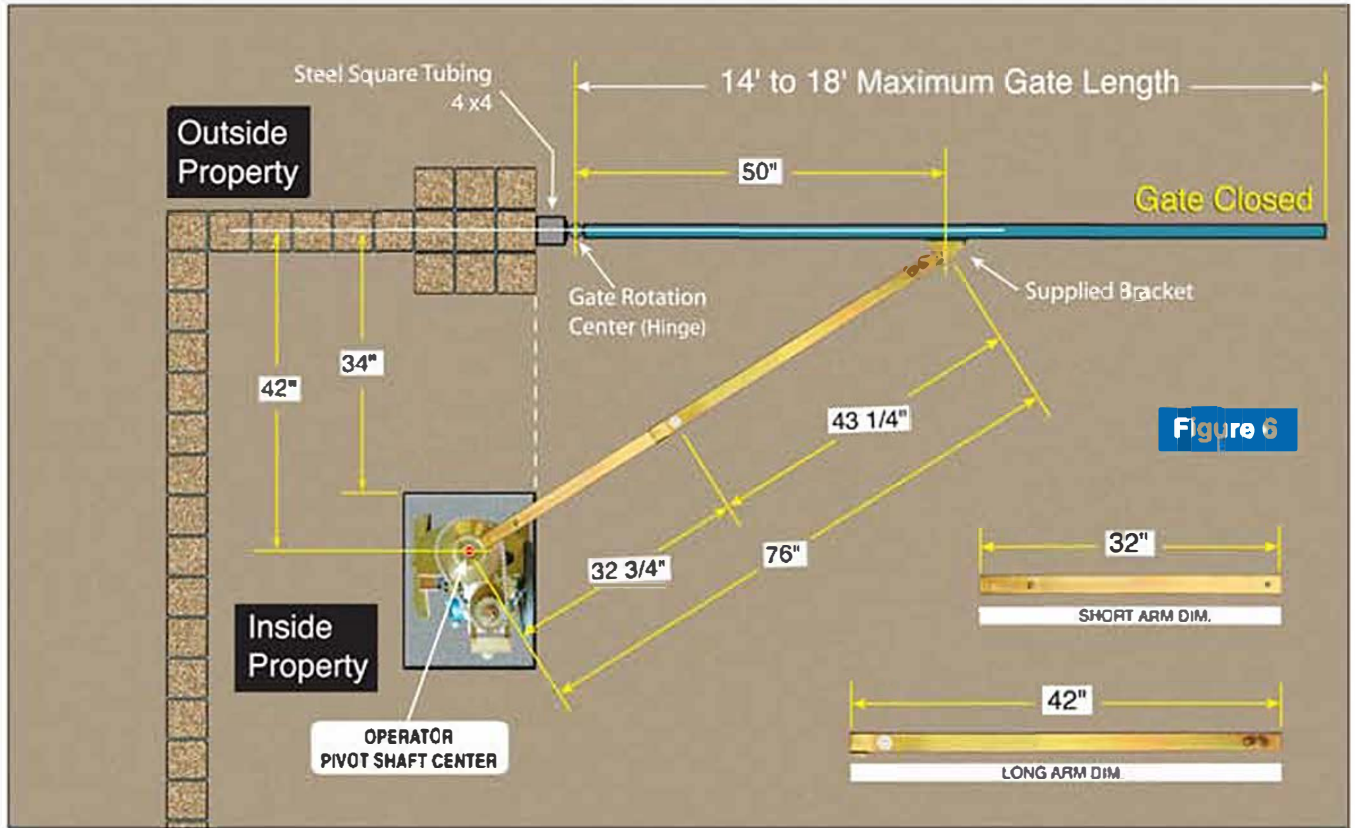 Steel Square Tubing
4 x4
14' to 18' Maximum Gate Length
Outside
Property
50"
Gate Closed
Gate Rotation
Center (Hinge)
Supplied Bracket
34"
42"
43 1/4"
Figure 6
32 3/4"
76"
32"
SHORT ARM DIM.
Inside
Property
42"
OPERATOR
PIVOT SHAFT CENTER
LONG ARM DIM